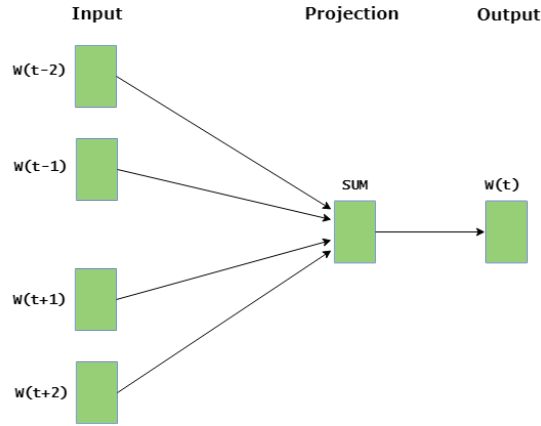 Input Projection Output
W(t-2)
W(t-1)
SUM W(t)
W(t+1)
W(t+2)